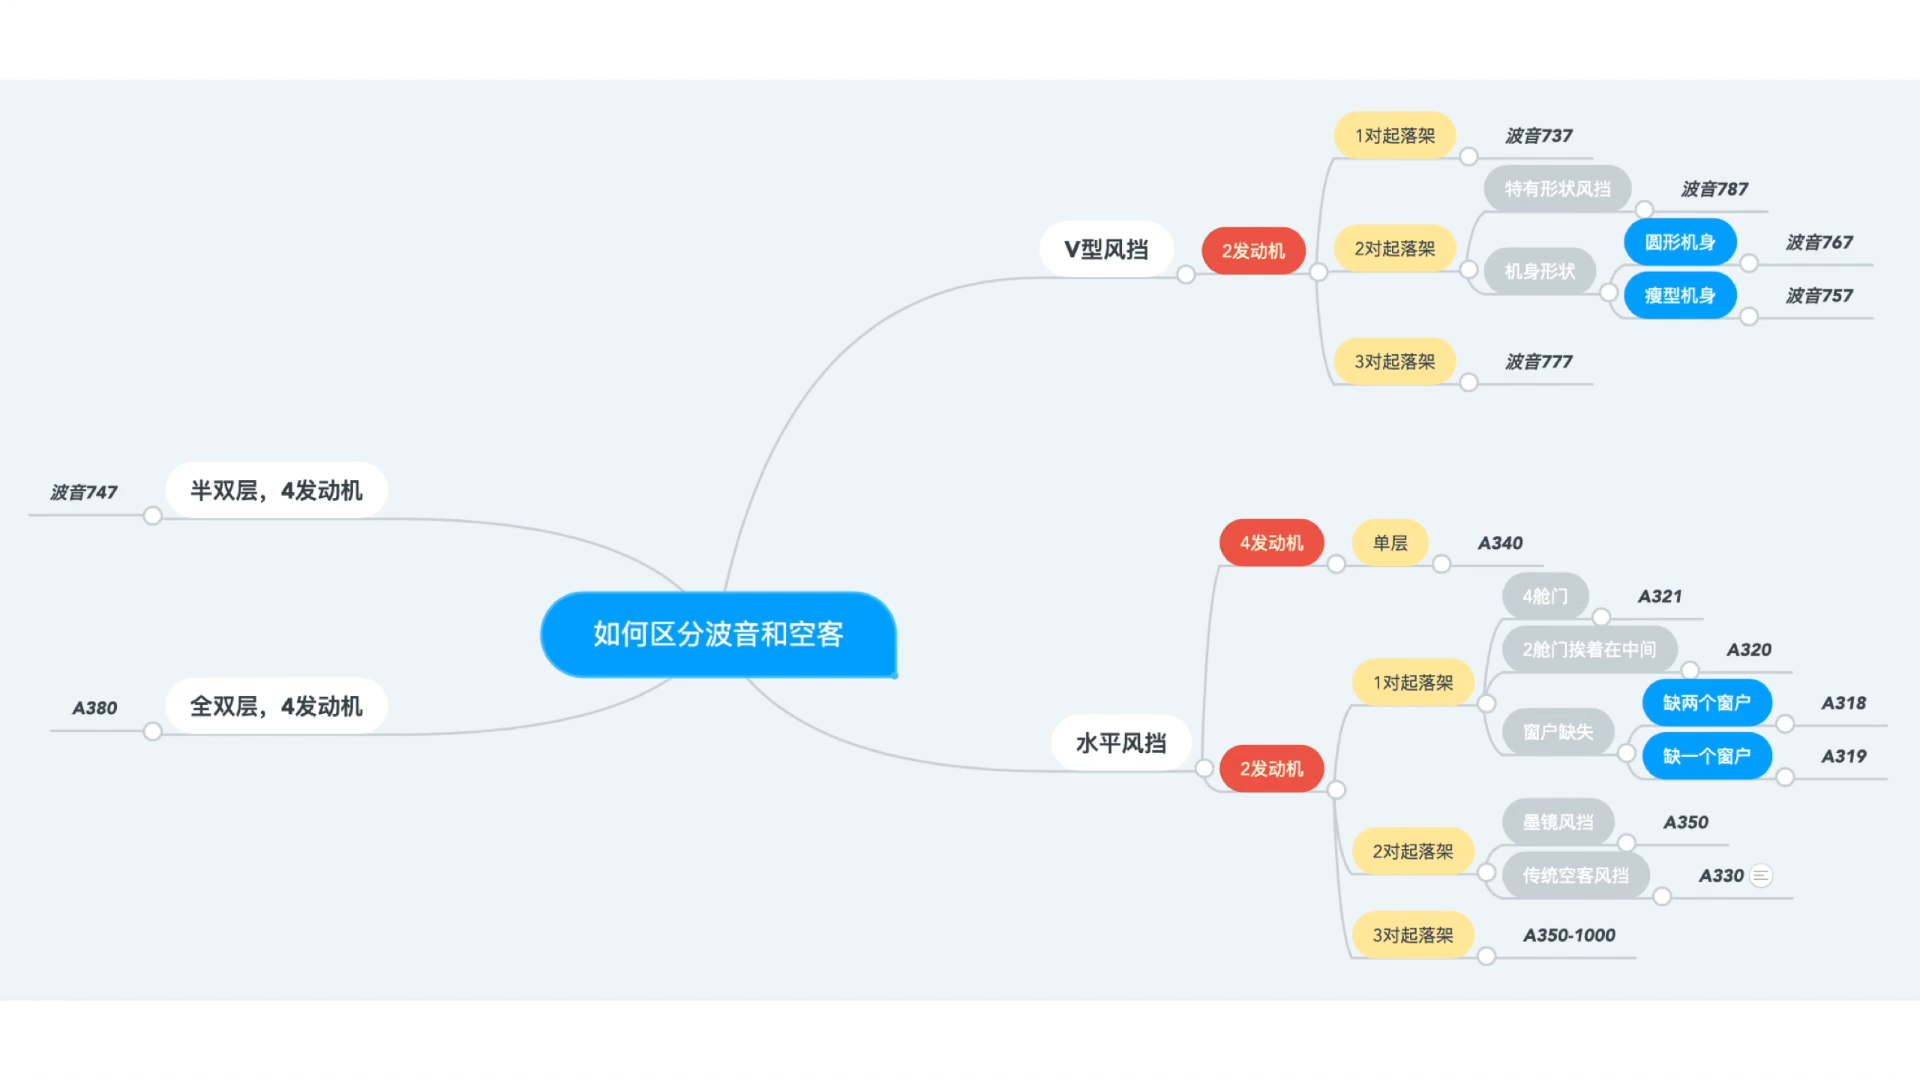 如何区分波音和空客
V型风挡
2发动机
1对起落架
波音737
2对起落架
特有形状风挡
波音787
机身形状
圆形机身
波音767
瘦型机身
波音757
3对起落架
波音777
水平风挡
4发动机
单层
A340
2发动机
1对起落架
4舱门
A321
2舱门挨着在中间
A320
窗户缺失
缺两个窗户
A318
缺一个窗户
A319
2对起落架
墨镜风挡
A350
传统空客风挡
A330
3对起落架
A350-1000
半双层，4发动机
波音747
全双层，4发动机
A380